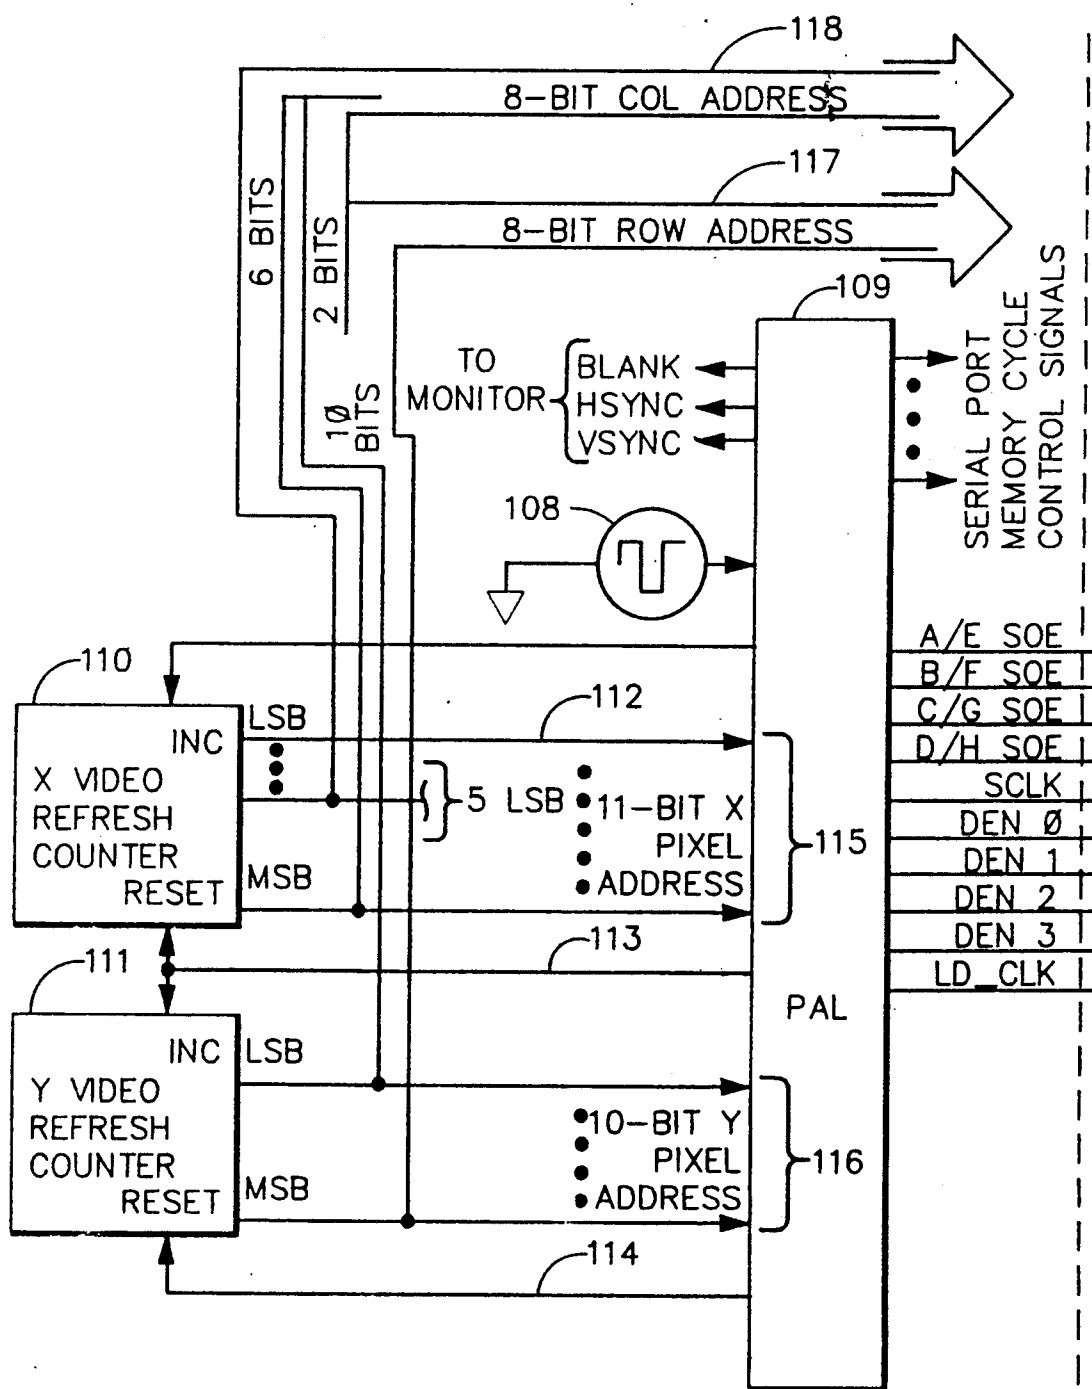 118
8-BIT COL ADDRESS
117
8-BIT ROW ADDRESS
6 BITS
2 BITS
10
BITS
109
TO
MONITOR
BLANK
HSYNC
VSYNC
SERIAL PORT
MEMORY CYCLE
CONTROL SIGNALS
108
A/E SOE
B/F SOE
C/G SOE
D/H SOE
SCLK
DEN 0
DEN 1
DEN 2
DEN 3
LD_CLK
110
INC
X VIDEO
REFRESH
COUNTER
RESET
LSB
MSB
112
5 LSB
11-BIT X
PIXEL
ADDRESS
115
113
111
INC
Y VIDEO
REFRESH
COUNTER
RESET
LSB
MSB
PAL
10-BIT Y
PIXEL
ADDRESS
116
114